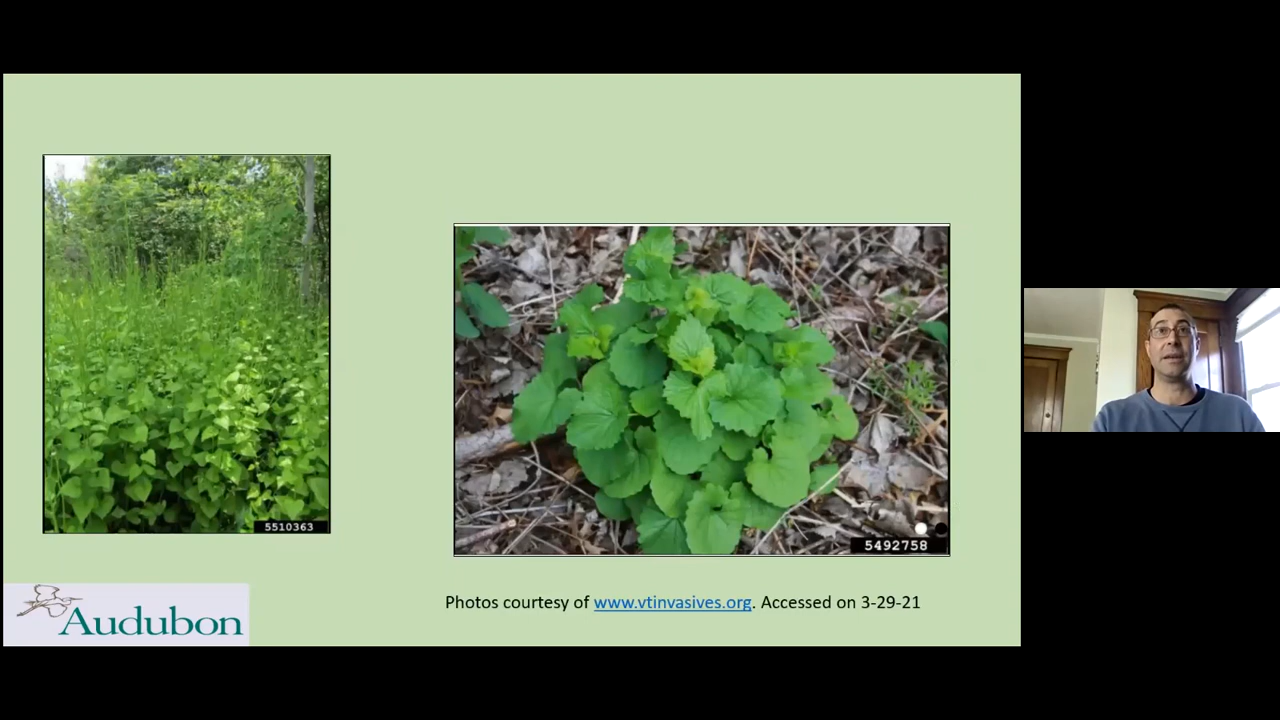 5510363
5492758
Audubon
Photos courtesy of www.vtinvasives.org. Accessed on 3-29-21